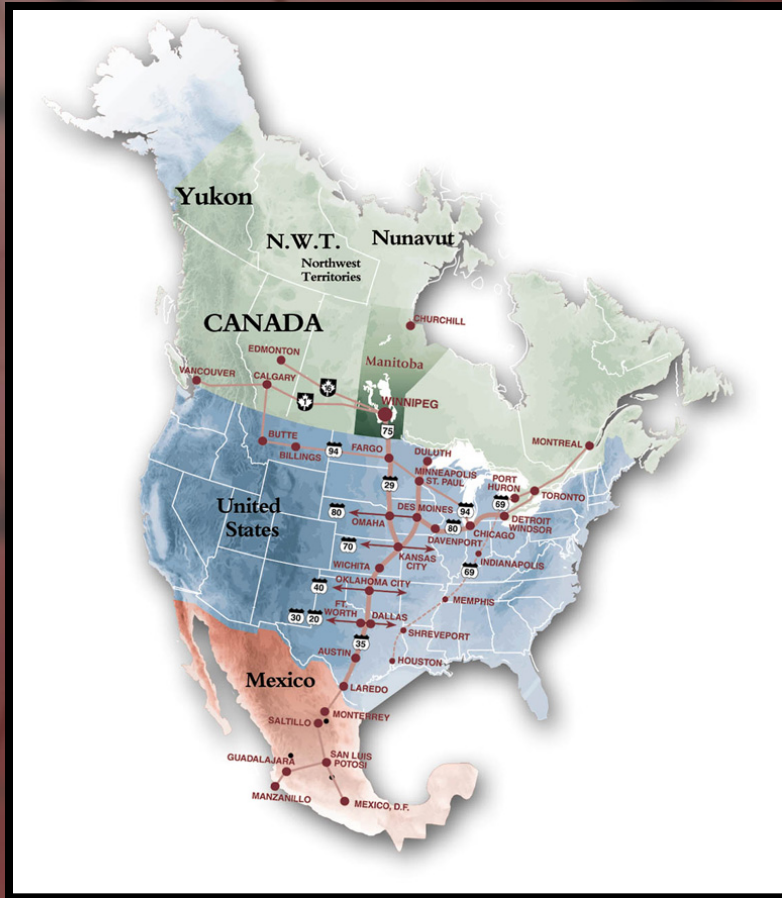 Yukon
N.W.T.
Northwest
Territories
Nunavut
CANADA
CHURCHILL
EDMONTON
Manitoba
VANCOUVER
CALGARY
16
1
WINNIPEG
75
BUTTE
BILLINGS
94
FARGO
DULUTH
MONTREAL
MINNEAPOLIS
ST. PAUL
PORT
HURON
29
94
69
TORONTO
United
States
80
OMAHA
DES MOINES
80
DETROIT
WINDSOR
CHICAGO
DAVENPORT
70
KANSAS
CITY
INDIANAPOLIS
WICHITA
69
40
OKLAHOMA CITY
MEMPHIS
30
20
FT.
WORTH
DALLAS
SHREVEPORT
35
AUSTIN
HOUSTON
Mexico
LAREDO
MONTERREY
SALTILLO
GUADALAJARA
SAN LUIS
POTOSI
MANZANILLO
MEXICO, D.F.